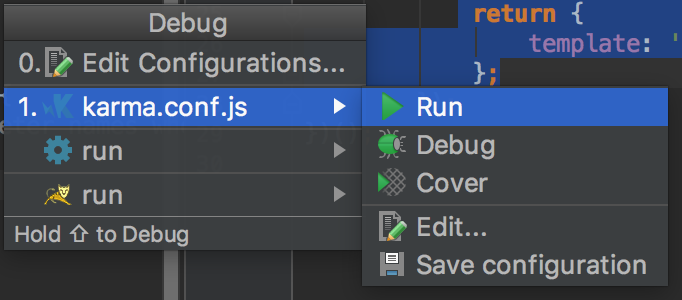 Debug
0. Edit Configurations...
1. karma.conf.js
run
run
Hold ⇧ to Debug
return {
template: '
};
Run
Debug
Cover
Edit...
Save configuration